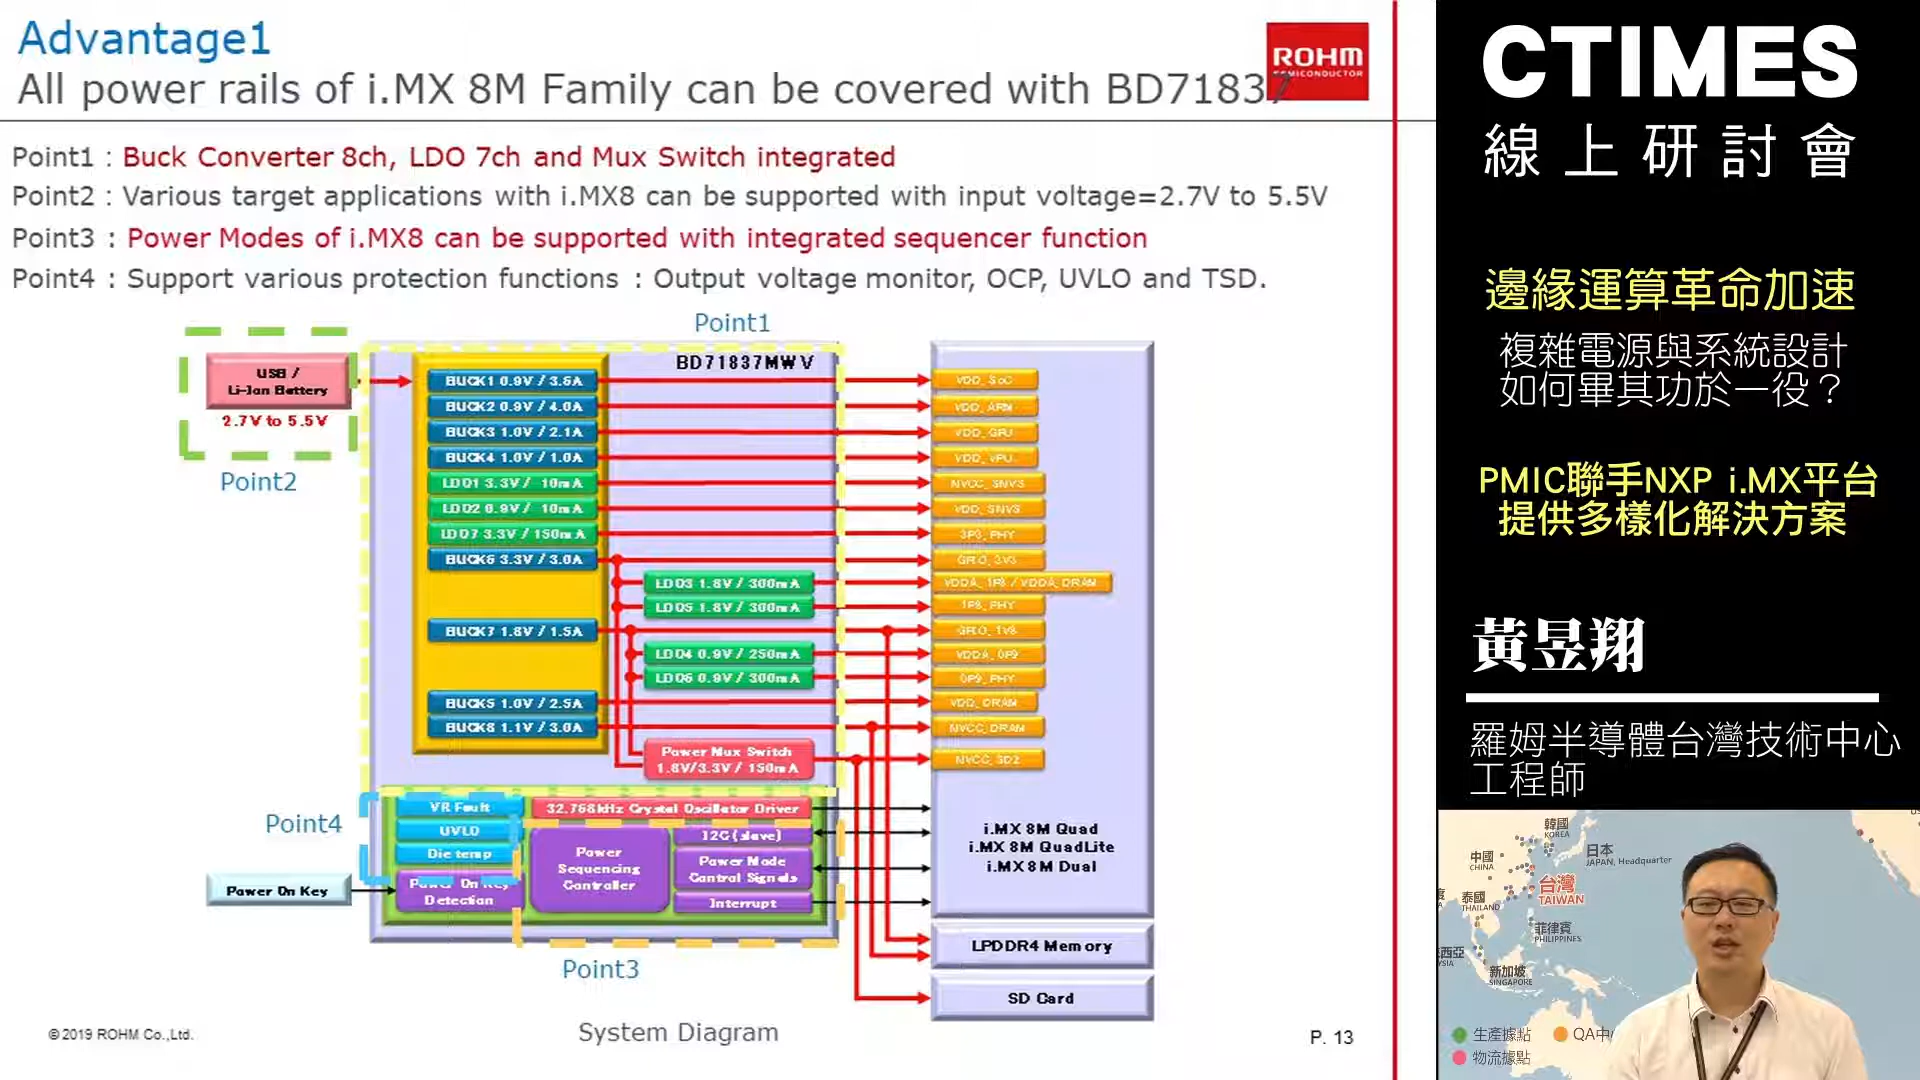 Advantage1
All power rails of i.MX 8M Family can be covered with BD71837
ROHM
SEMICONDUCTOR
Point1 : Buck Converter 8ch, LDO 7ch and Mux Switch integrated
Point2 : Various target applications with i.MX8 can be supported with input voltage=2.7V to 5.5V
Point3 : Power Modes of i.MX8 can be supported with integrated sequencer function
Point4 : Support various protection functions : Output voltage monitor, OCP, UVLO and TSD.
Point1
BD71837MWV
USB /
Li-Ion Battery
2.7V to 5.5V
Point2
BUCK1 0.9V / 3.6A
BUCK2 0.9V / 4.0A
BUCK3 1.0V / 2.1A
BUCK4 1.0V / 1.0A
LDO1 3.3V / 10mA
LDO2 0.9V / 10mA
LDO7 3.3V / 150mA
BUCK6 3.3V / 3.0A
LDO3 1.8V / 300mA
LDO5 1.8V / 300mA
BUCK7 1.8V / 1.5A
LDO4 0.9V / 250mA
LDO6 0.9V / 300mA
BUCK5 1.0V / 2.5A
BUCK8 1.1V / 3.0A
Power Mux Switch
1.8V/3.3V / 150mA
VDD_SoC
VDD_ARM
VDD_GPU
VDD_VPU
NVCC_SNVS
VDD_SNVS
3P3_PHY
GPIO_3V3
VDDA_1P8 / VDDA_DRAM
1P8_PHY
GPIO_1V8
VDDA_0P9
0P9_PHY
VDD_DRAM
NVCC_DRAM
NVCC_SD2
Point4
VR Fault
UVLO
Die temp
Power On Key
Detection
Power On Key
32.768kHz Crystal Oscillator Driver
Power
Sequencing
Controller
I2C (slave)
Power Mode
Control Signals
Interrupt
i.MX 8M Quad
i.MX 8M QuadLite
i.MX 8M Dual
LPDDR4 Memory
SD Card
Point3
System Diagram
© 2019 ROHM Co.,Ltd.
P. 13
CTIMES
線上研討會
邊緣運算革命加速
複雜電源與系統設計
如何畢其功於一役？
PMIC聯手NXP i.MX平台
提供多樣化解決方案
黃昱翔
羅姆半導體台灣技術中心
工程師
韓國
KOREA
日本
JAPAN, Headquarter
中國
CHINA
台灣
TAIWAN
泰國
THAILAND
菲律賓
PHILIPPINES
西亞
YSIA
新加坡
SINGAPORE
生產據點
QA中
物流據點